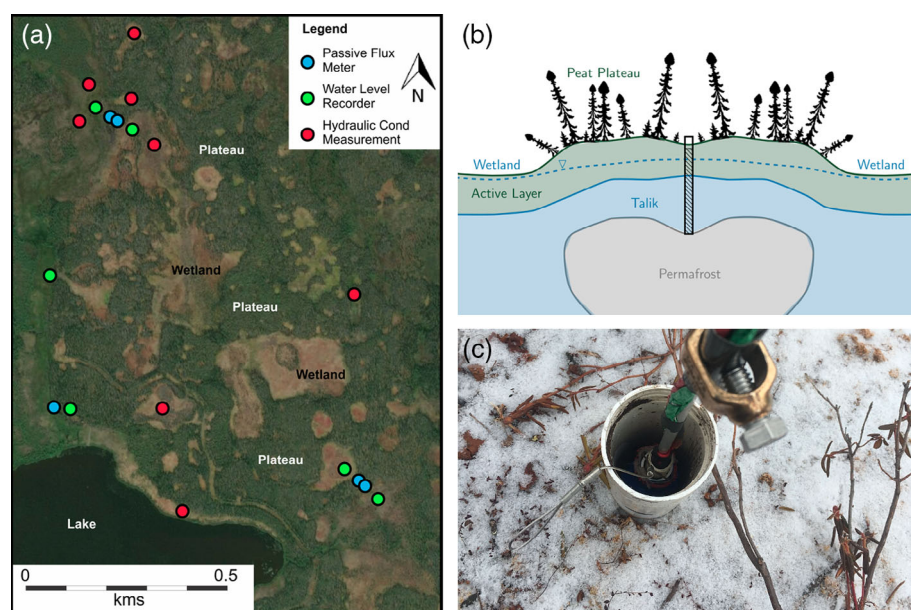 (a)
Legend
Passive Flux
Meter
Water Level
Recorder
Hydraulic Cond
Measurement
N
Plateau
Wetland
Plateau
Wetland
Plateau
Lake
0 0.5
kms
(b)
Peat Plateau
Wetland
Wetland
Active Layer
Talik
Permafrost
(c)